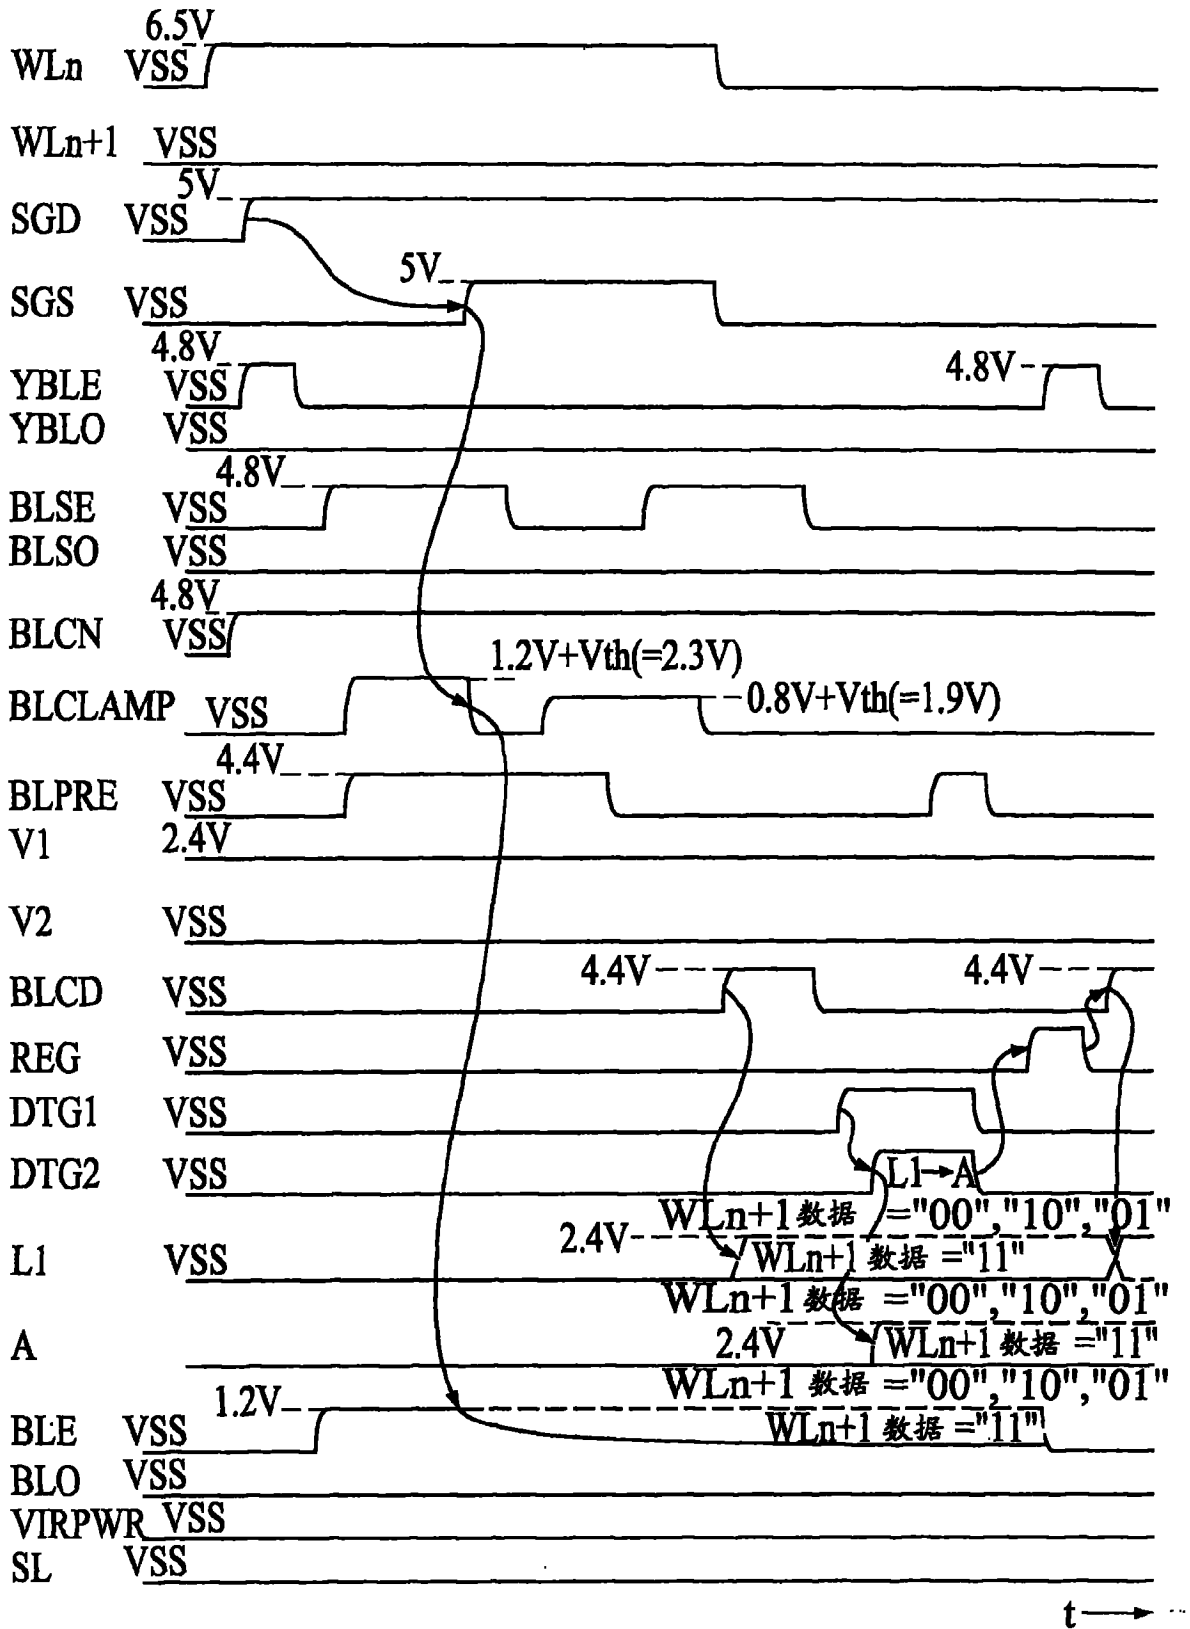 6.5V
WLn VSS
WLn+1 VSS
5V
SGD VSS
5V
SGS VSS
4.8V
4.8V
YBLE VSS
YBLO VSS
4.8V
BLSE VSS
BLSO VSS
4.8V
BLCN VSS
1.2V+Vth(=2.3V)
BLCLAMP VSS
0.8V+Vth(=1.9V)
4.4V
BLPRE VSS
V1 2.4V
V2 VSS
4.4V 4.4V
BLCD VSS
REG VSS
DTG1 VSS
DTG2 VSS L1→A
WLn+1 数据 ="00","10","01"
2.4V
L1 VSS WLn+1 数据 ="11"
WLn+1 数据 ="00","10","01"
A 2.4V WLn+1 数据 ="11"
WLn+1 数据 ="00","10","01"
1.2V
BLE VSS WLn+1 数据 ="11"
BLO VSS
VIRPWR VSS
SL VSS
t